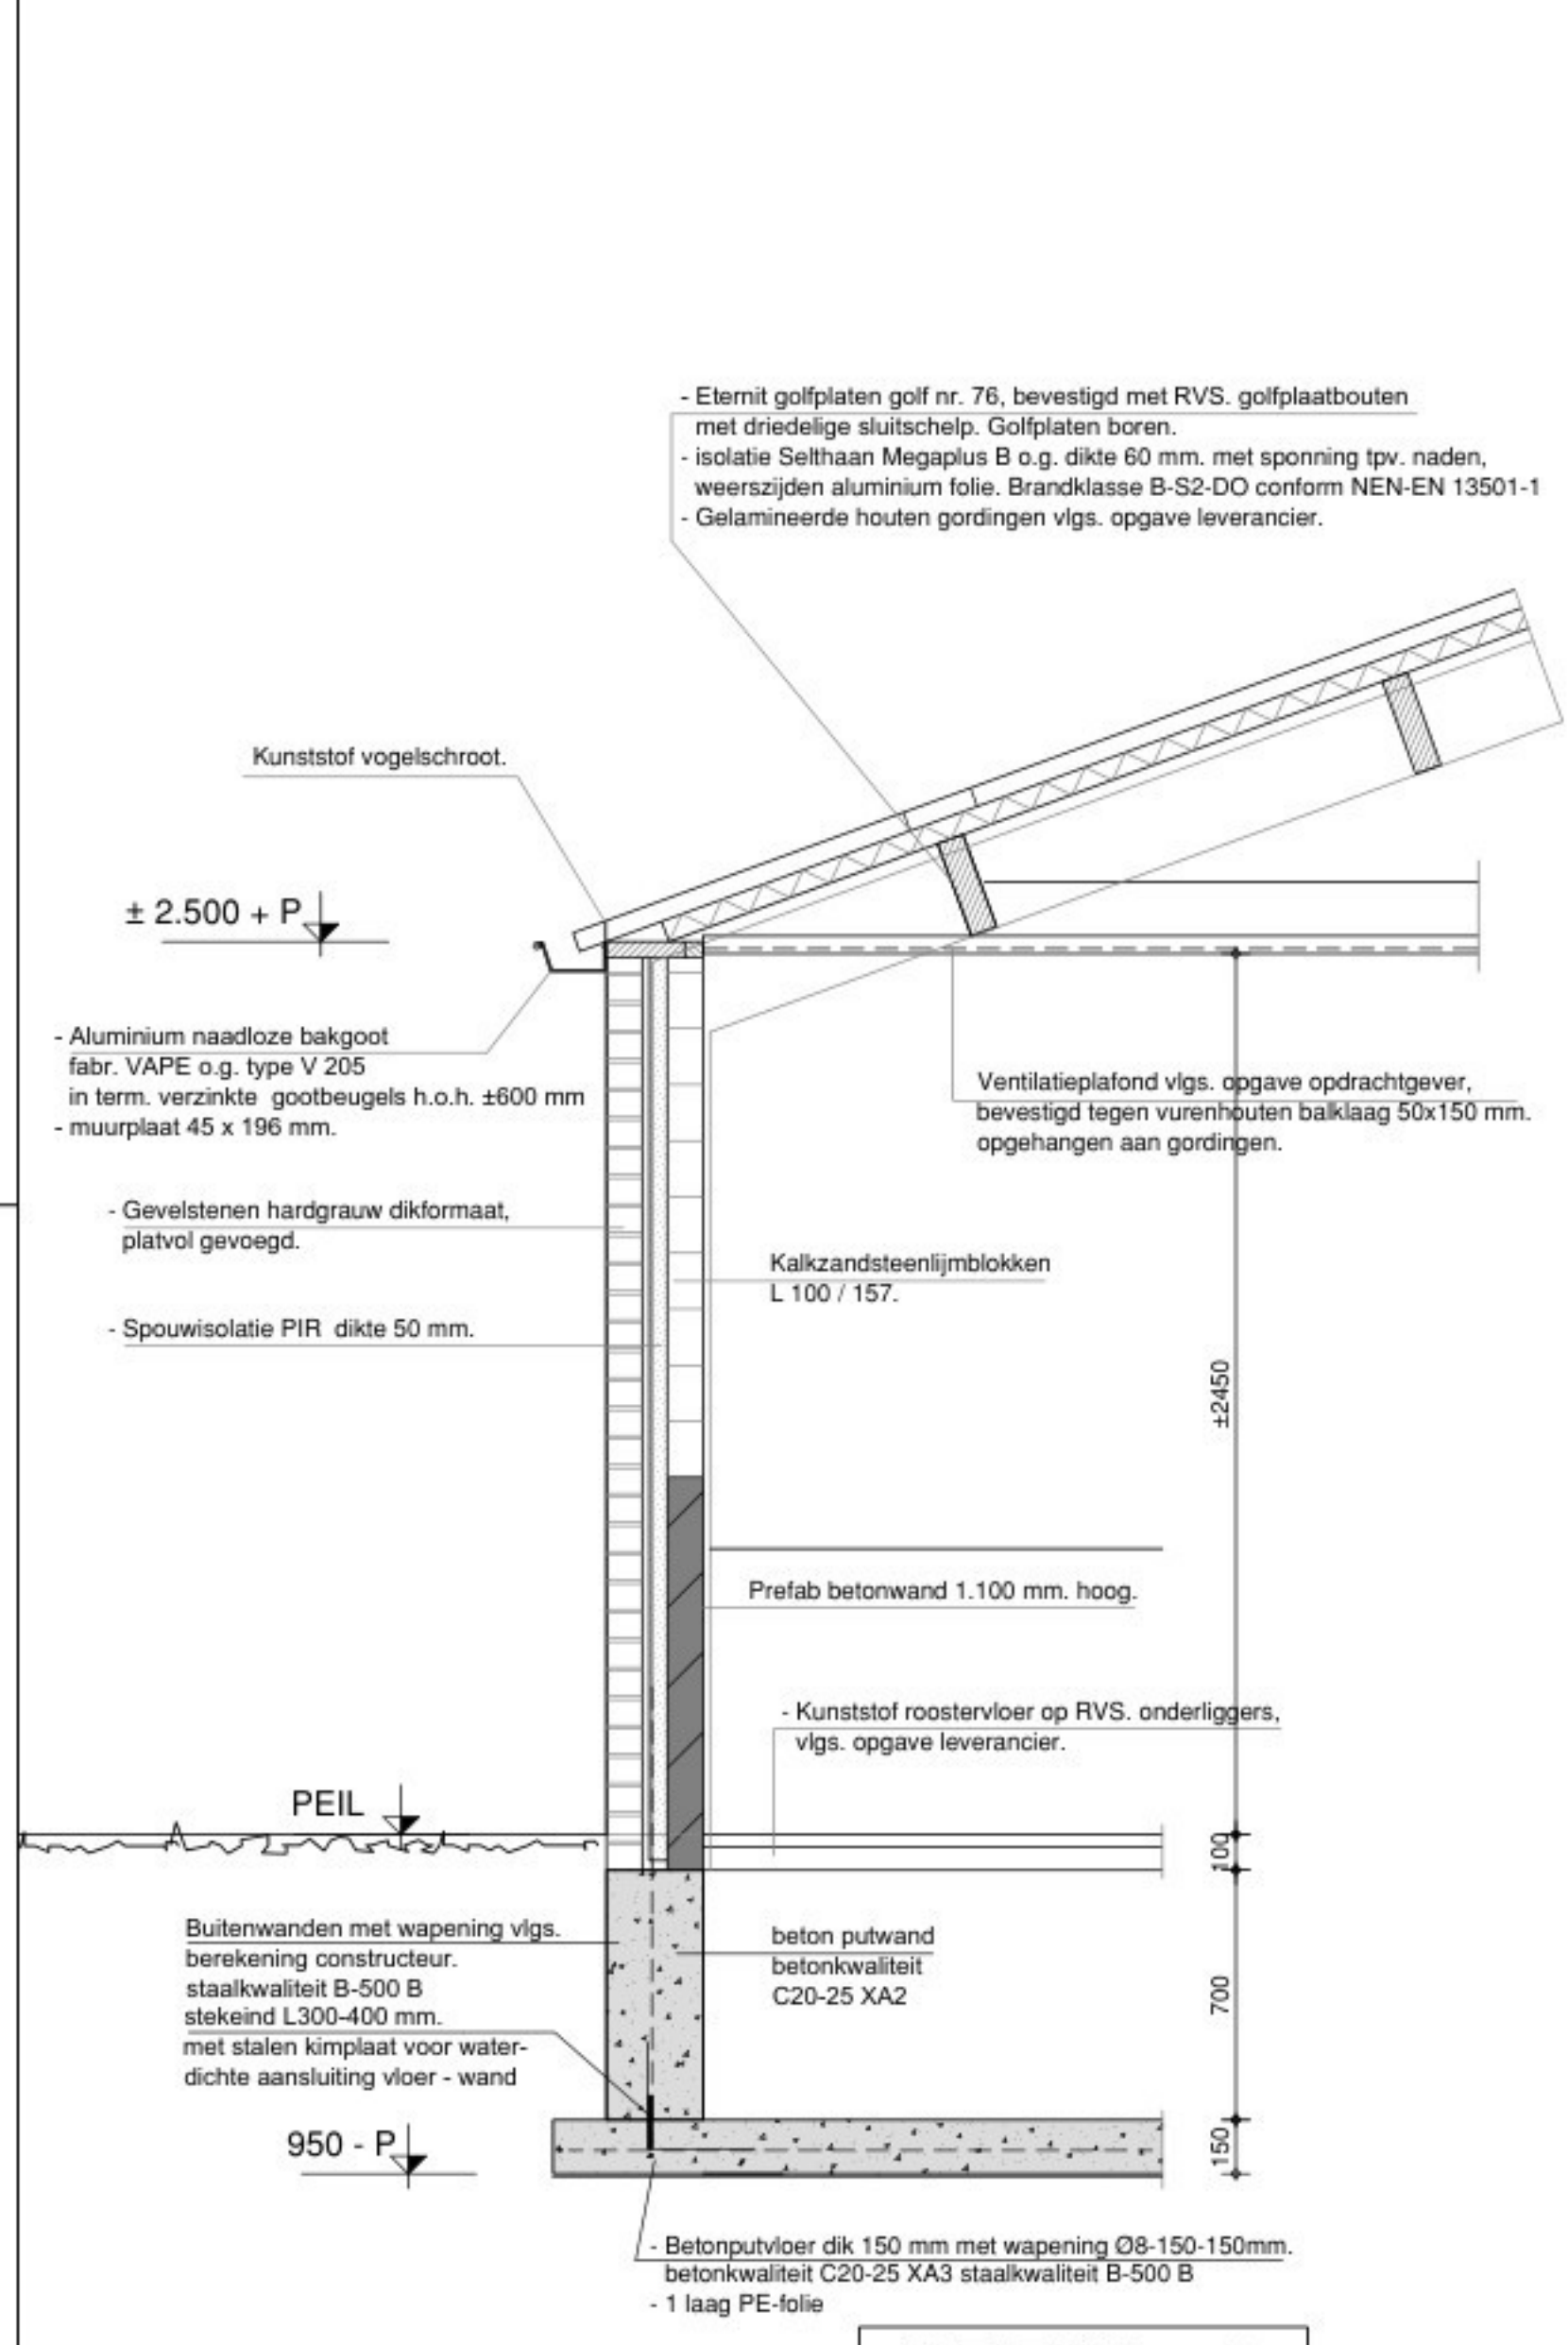 - Eternit golfplaten golf nr. 76, bevestigd met RVS. golfplaatbouten
met driedelige sluitschelp. Golfplaten boren.
- isolatie Selthaan Megaplus B o.g. dikte 60 mm. met sponning tpv. naden,
weerszijden aluminium folie. Brandklasse B-S2-DO conform NEN-EN 13501-1
- Gelamineerde houten gordingen vlgs. opgave leverancier.
Kunststof vogelschroot.
± 2.500 + P
- Aluminium naadloze bakgoot
fabr. VAPE o.g. type V 205
in term. verzinkte gootbeugels h.o.h. ±600 mm
- muurplaat 45 x 196 mm.
Ventilatieplafond vlgs. opgave opdrachtgever,
bevestigd tegen vurenhouten balklaag 50x150 mm.
opgehangen aan gordingen.
- Gevelstenen hardgrauw dikformaat,
platvol gevoegd.
Kalkzandsteenlijmblokken
L 100 / 157.
- Spouwisolatie PIR dikte 50 mm.
±2450
Prefab betonwand 1.100 mm. hoog.
- Kunststof roostervloer op RVS. onderliggers,
vlgs. opgave leverancier.
PEIL
100
Buitenwanden met wapening vlgs.
berekening constructeur.
staalkwaliteit B-500 B
stekeind L300-400 mm.
met stalen kimplaat voor water-
dichte aansluiting vloer - wand
beton putwand
betonkwaliteit
C20-25 XA2
700
950 - P
150
- Betonputvloer dik 150 mm met wapening Ø8-150-150mm.
betonkwaliteit C20-25 XA3 staalkwaliteit B-500 B
- 1 laag PE-folie